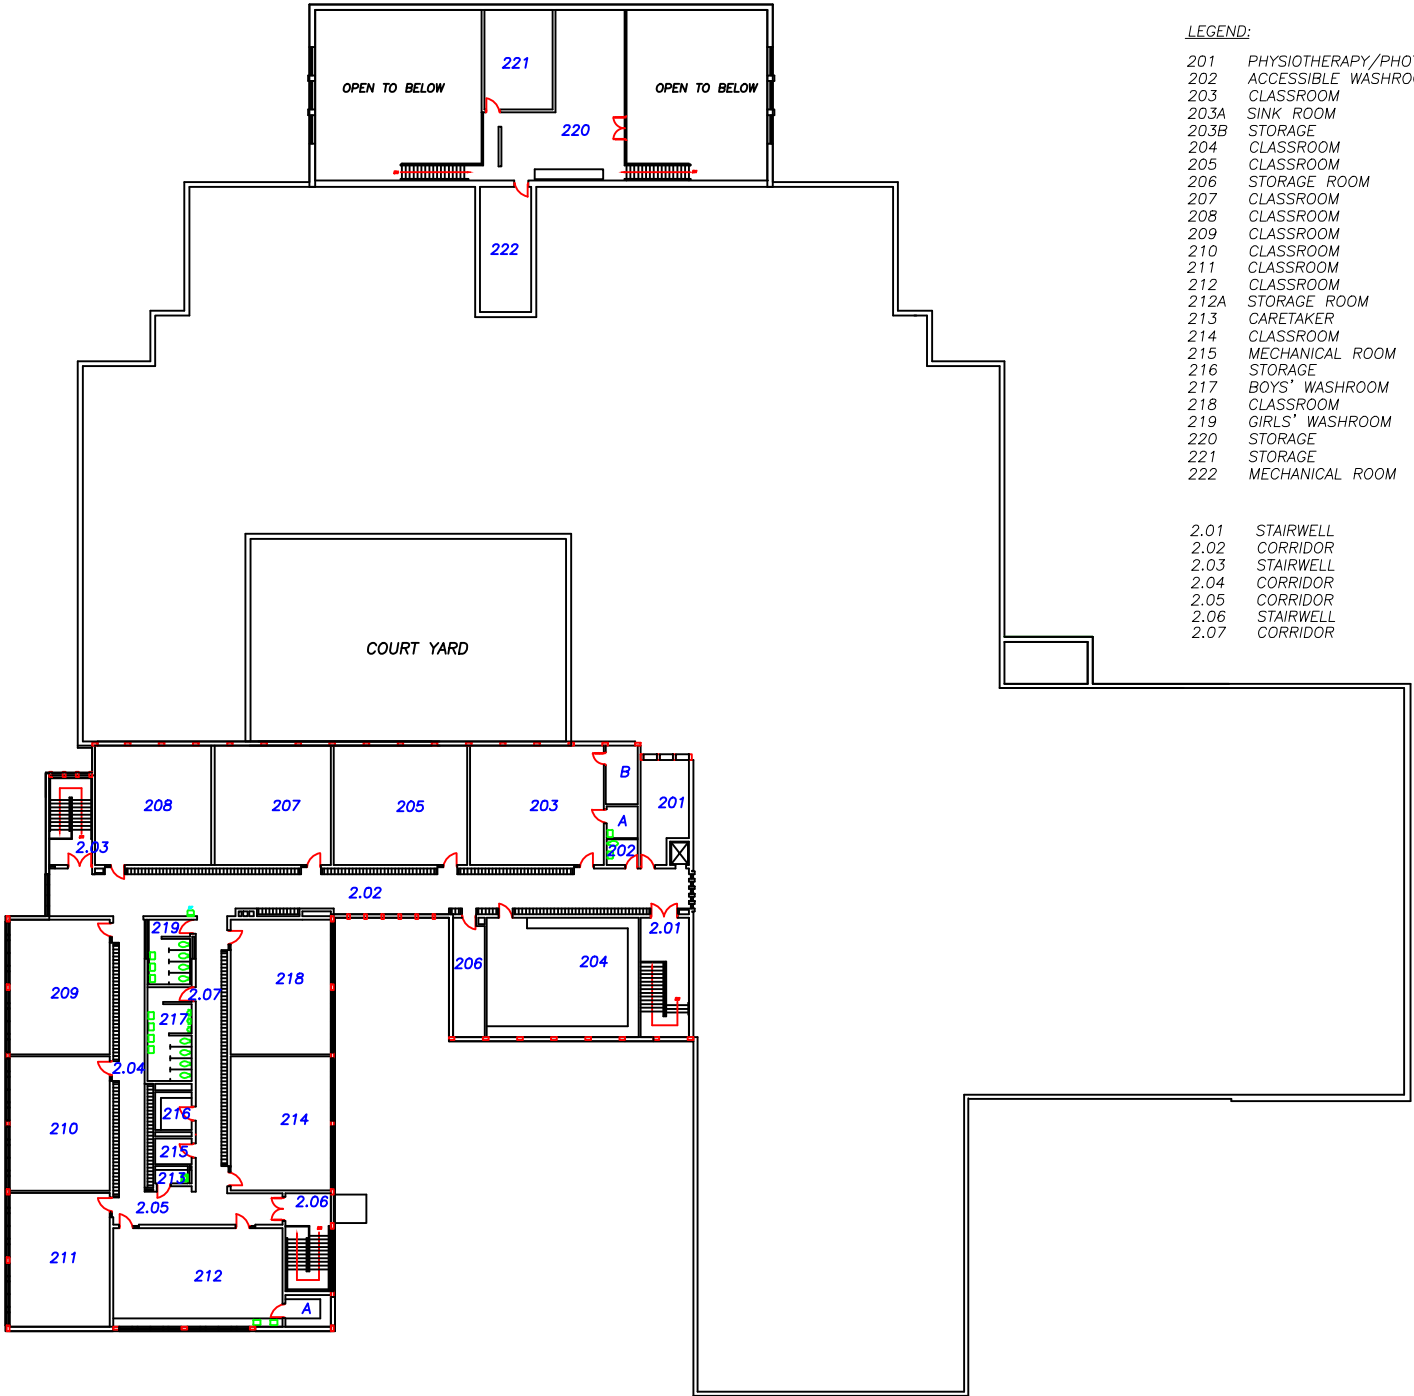 LEGEND:
201 PHYSIOTHERAPY/
202 ACCESSIBLE
203 CLASSROOM
203A SINK ROOM
203B STORAGE
204 CLASSROOM
205 CLASSROOM
206 STORAGE ROOM
207 CLASSROOM
208 CLASSROOM
209 CLASSROOM
210 CLASSROOM
211 CLASSROOM
212 CLASSROOM
212A STORAGE ROOM
213 CARETAKER
214 CLASSROOM
215 MECHANICAL ROOM
216 STORAGE
217 BOYS' WASHROOM
218 CLASSROOM
219 GIRLS' WASHROOM
220 STORAGE
221 STORAGE
222 MECHANICAL ROOM
2.01 STAIRWELL
2.02 CORRIDOR
2.03 STAIRWELL
2.04 CORRIDOR
2.05 CORRIDOR
2.06 STAIRWELL
2.07 CORRIDOR
221
OPEN TO BELOW
OPEN TO BELOW
220
222
COURT YARD
B
208
207
205
203
201
A
2.03
202
2.02
219
2.01
206
204
218
209
2.07
217
2.04
216
214
210
215
213
2.06
2.05
211
212
A